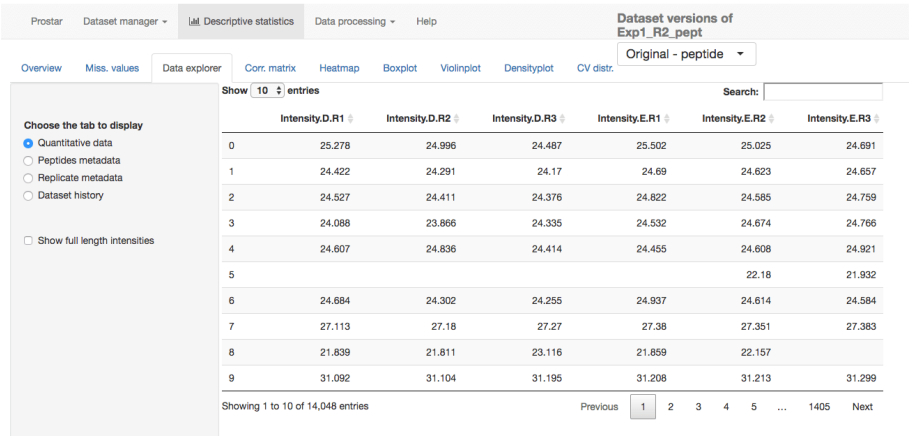 Prostar Dataset manager Descriptive statistics Data processing Help
Dataset versions of
Exp1_R2_pept
Original - peptide
Overview Miss. values Data explorer Corr. matrix Heatmap Boxplot Violinplot Densityplot CV distr.
Choose the tab to display
Quantitative data
Peptides metadata
Replicate metadata
Dataset history
Show full length intensities
Show 10 entries Search:
Intensity.D.R1 Intensity.D.R2 Intensity.D.R3 Intensity.E.R1 Intensity.E.R2 Intensity.E.R3
0 25.278 24.996 24.487 25.502 25.025 24.691
1 24.422 24.291 24.17 24.69 24.623 24.657
2 24.527 24.411 24.376 24.822 24.585 24.759
3 24.088 23.866 24.335 24.532 24.674 24.766
4 24.607 24.836 24.414 24.455 24.608 24.921
5 22.18 21.932
6 24.684 24.302 24.255 24.937 24.614 24.584
7 27.113 27.18 27.27 27.38 27.351 27.383
8 21.839 21.811 23.116 21.859 22.157
9 31.092 31.104 31.195 31.208 31.213 31.299
Showing 1 to 10 of 14,048 entries Previous 1 2 3 4 5 ... 1405 Next